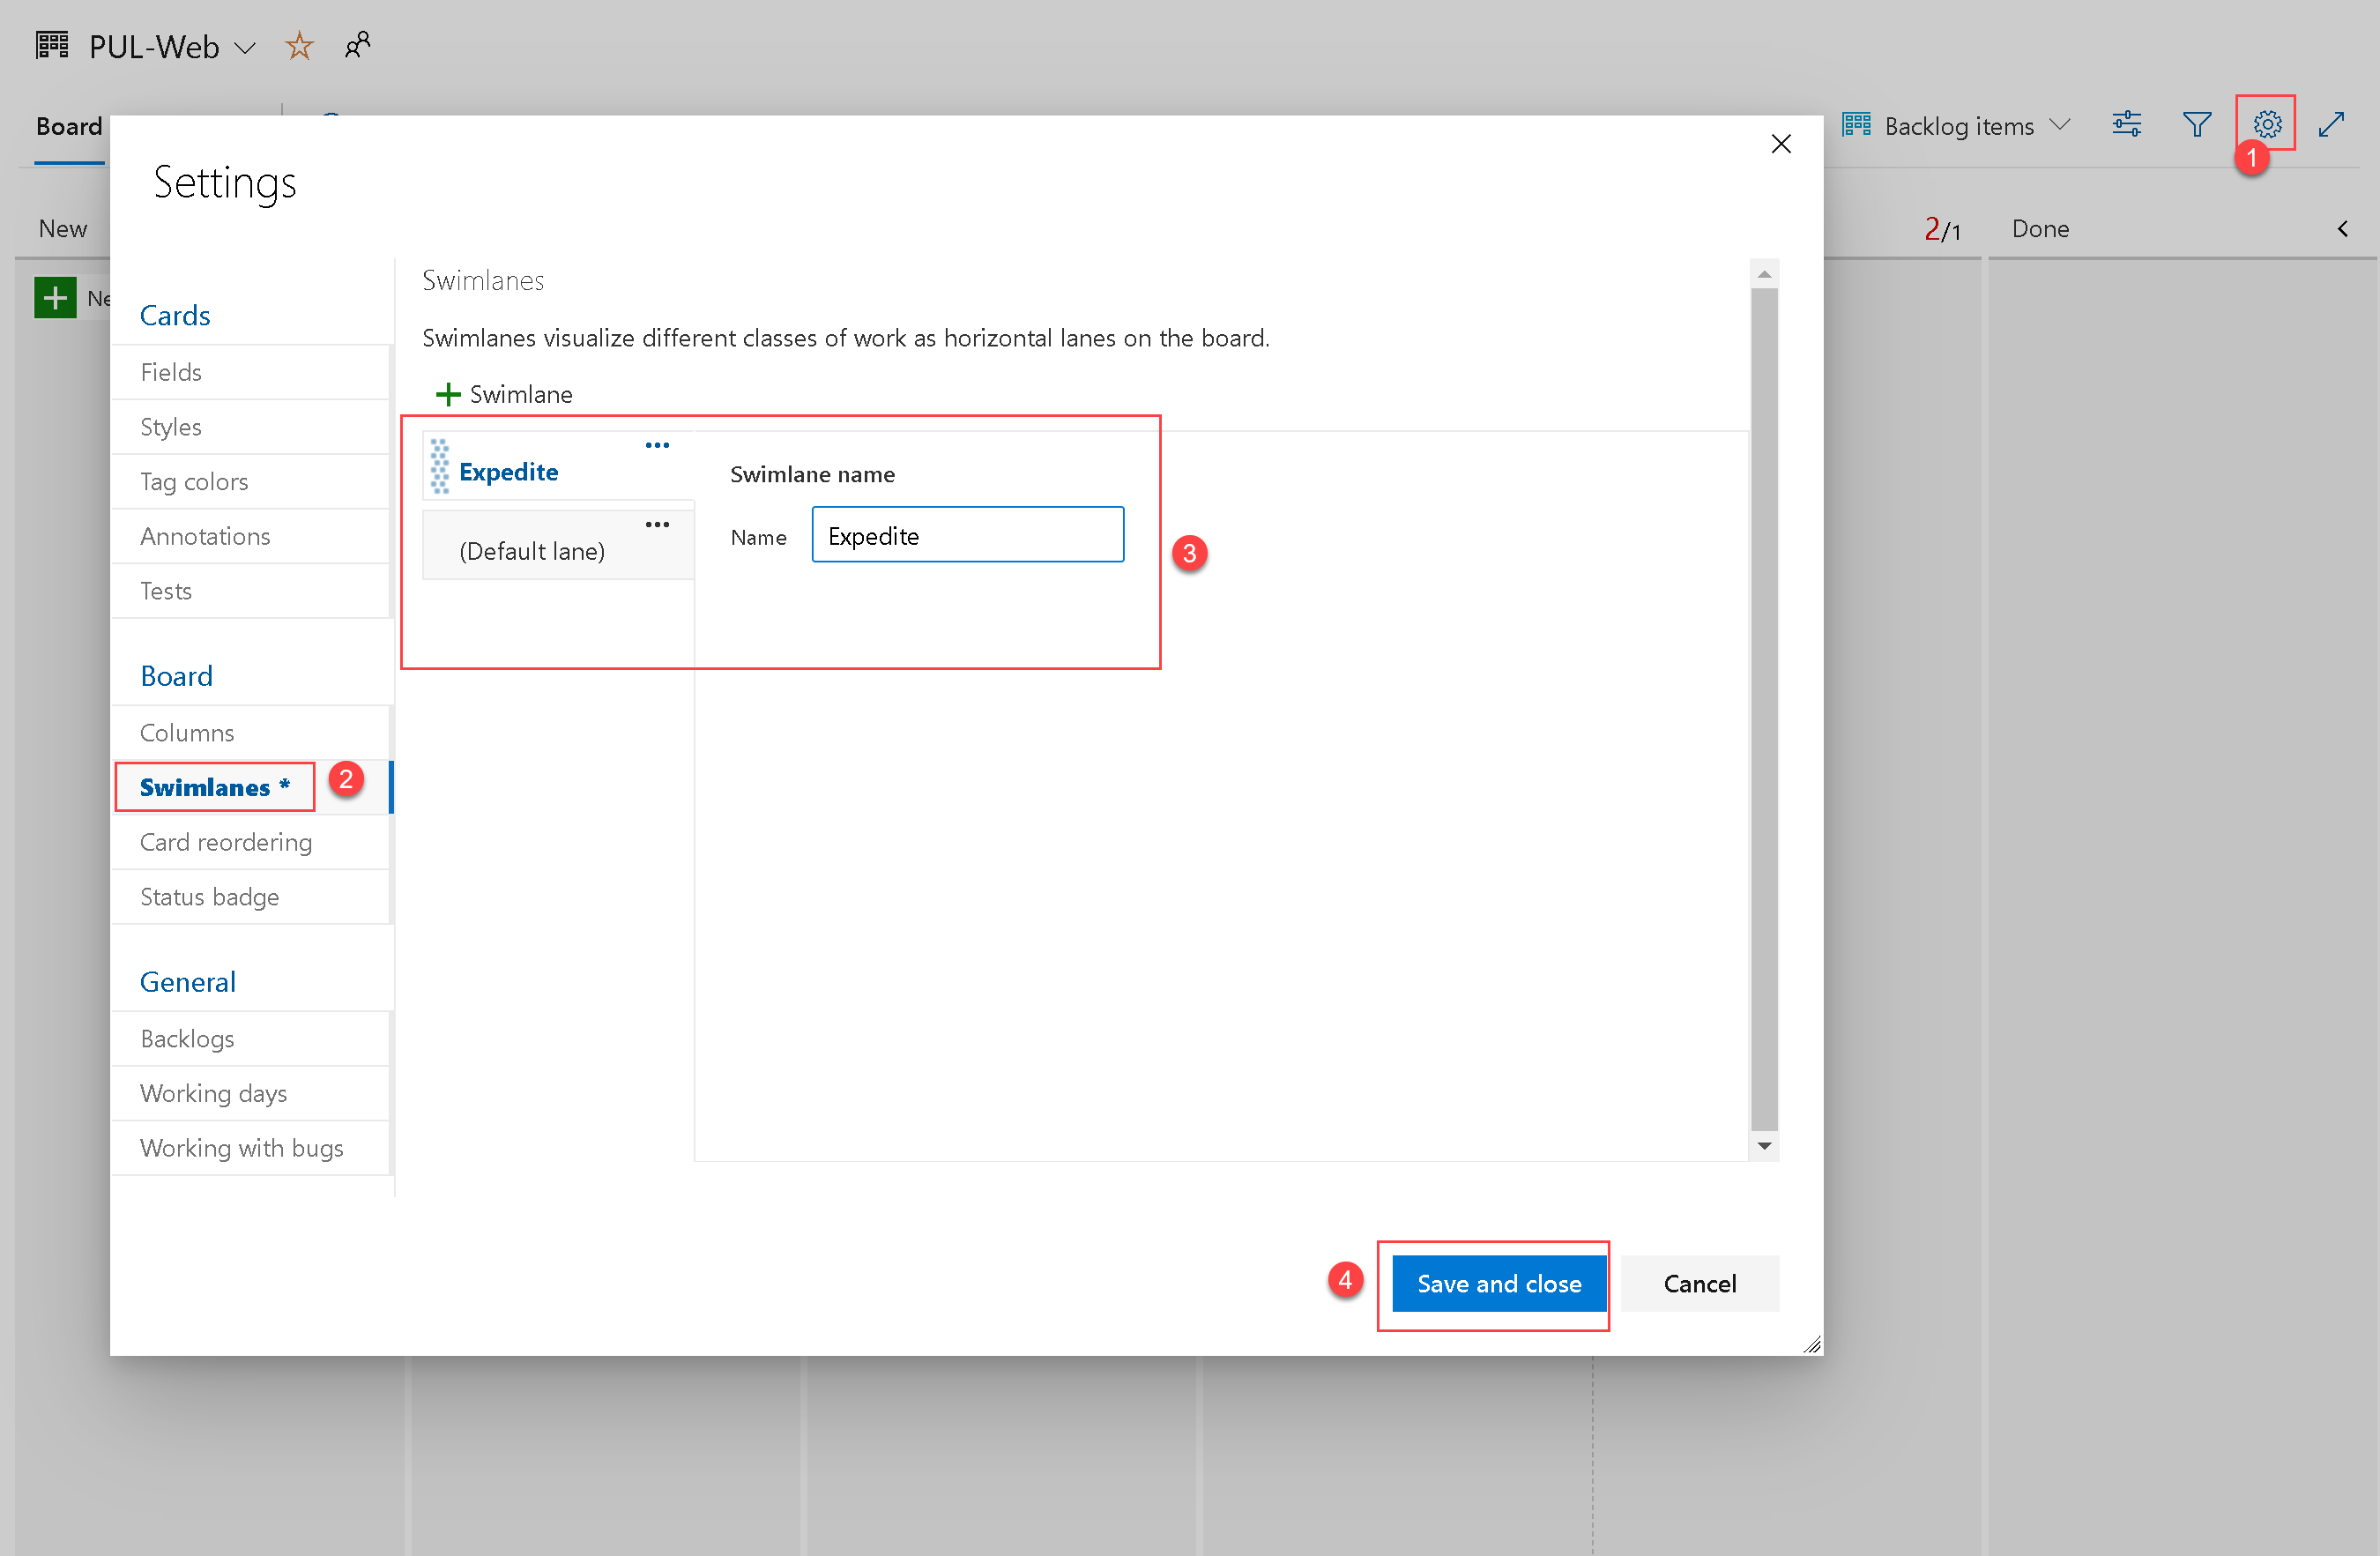 PUL-Web
Board
Backlog items
1
Settings
New
2/1
Done
Ne
Cards
Fields
Styles
Tag colors
Annotations
Tests
Board
Columns
Swimlanes *
2
Card reordering
Status badge
General
Backlogs
Working days
Working with bugs
Swimlanes
Swimlanes visualize different classes of work as horizontal lanes on the board.
Swimlane
Expedite
(Default lane)
Swimlane name
Name
Expedite
3
4
Save and close
Cancel